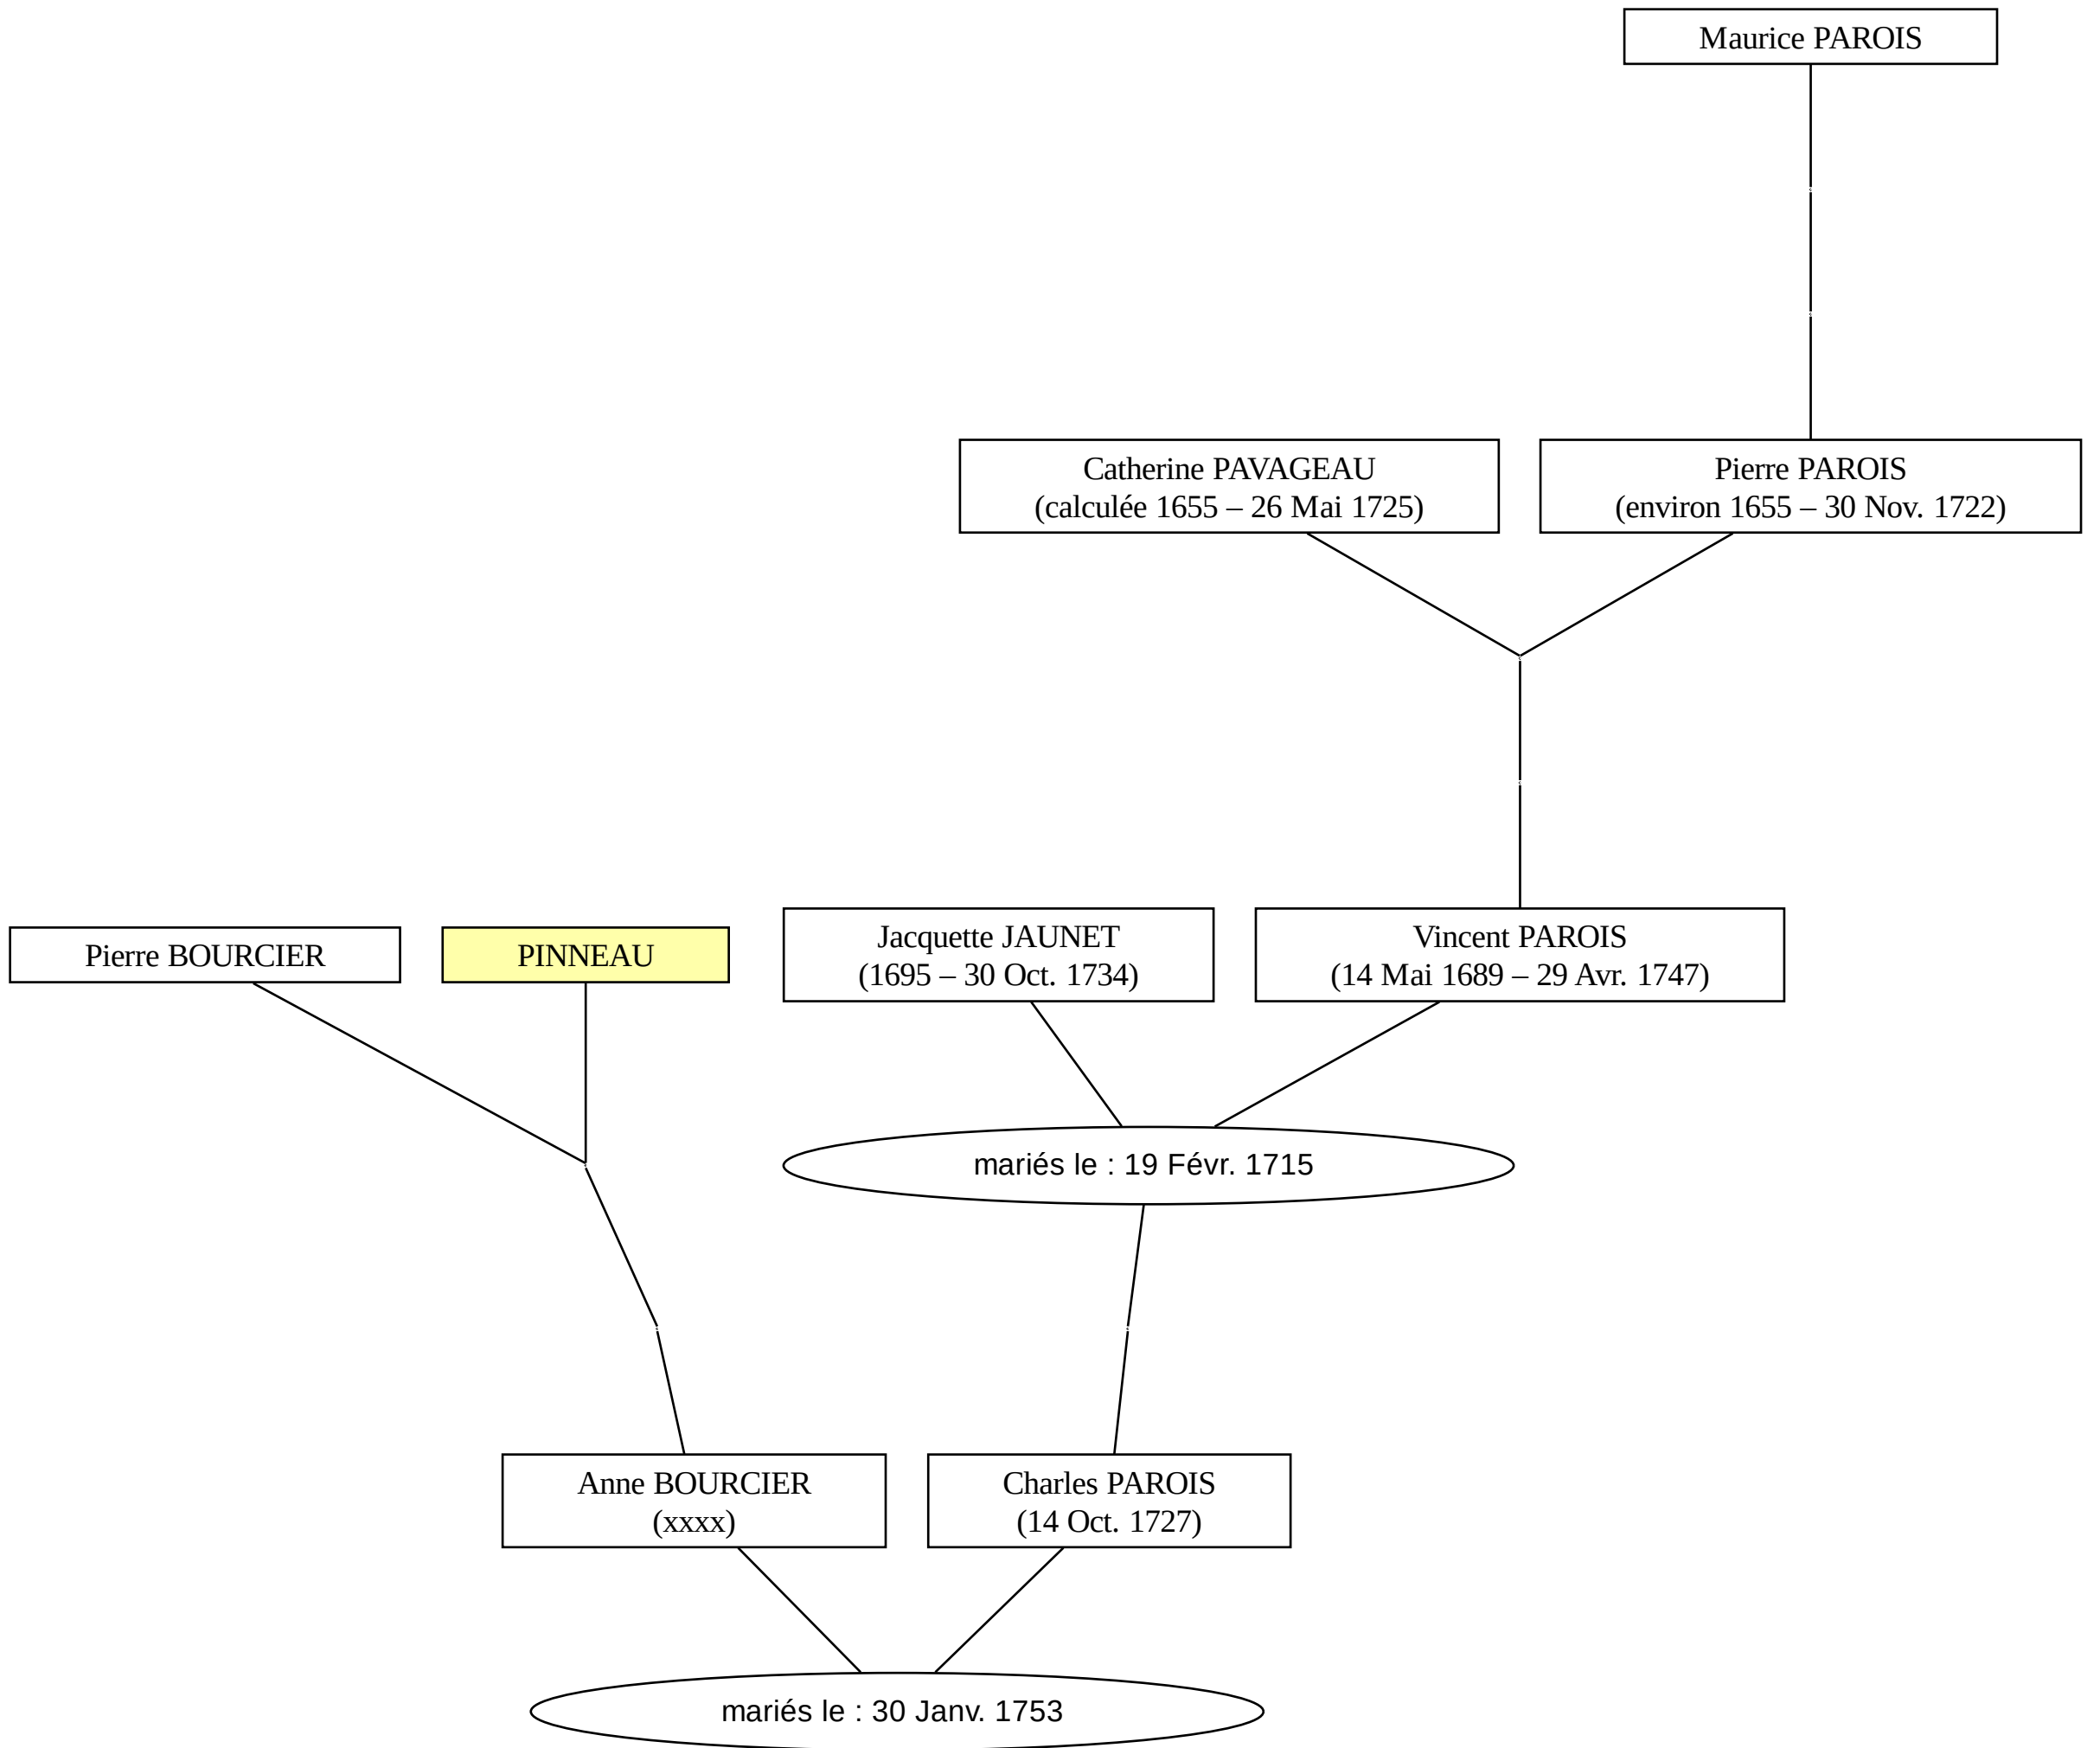 Maurice PAROIS
Catherine PAVAGEAU
(calculée 1655 – 26 Mai 1725)
Pierre PAROIS
(environ 1655 – 30 Nov. 1722)
Pierre BOURCIER
PINNEAU
Jacquette JAUNET
(1695 – 30 Oct. 1734)
Vincent PAROIS
(14 Mai 1689 – 29 Avr. 1747)
mariés le : 19 Févr. 1715
Anne BOURCIER
(xxxx)
Charles PAROIS
(14 Oct. 1727)
mariés le : 30 Janv. 1753